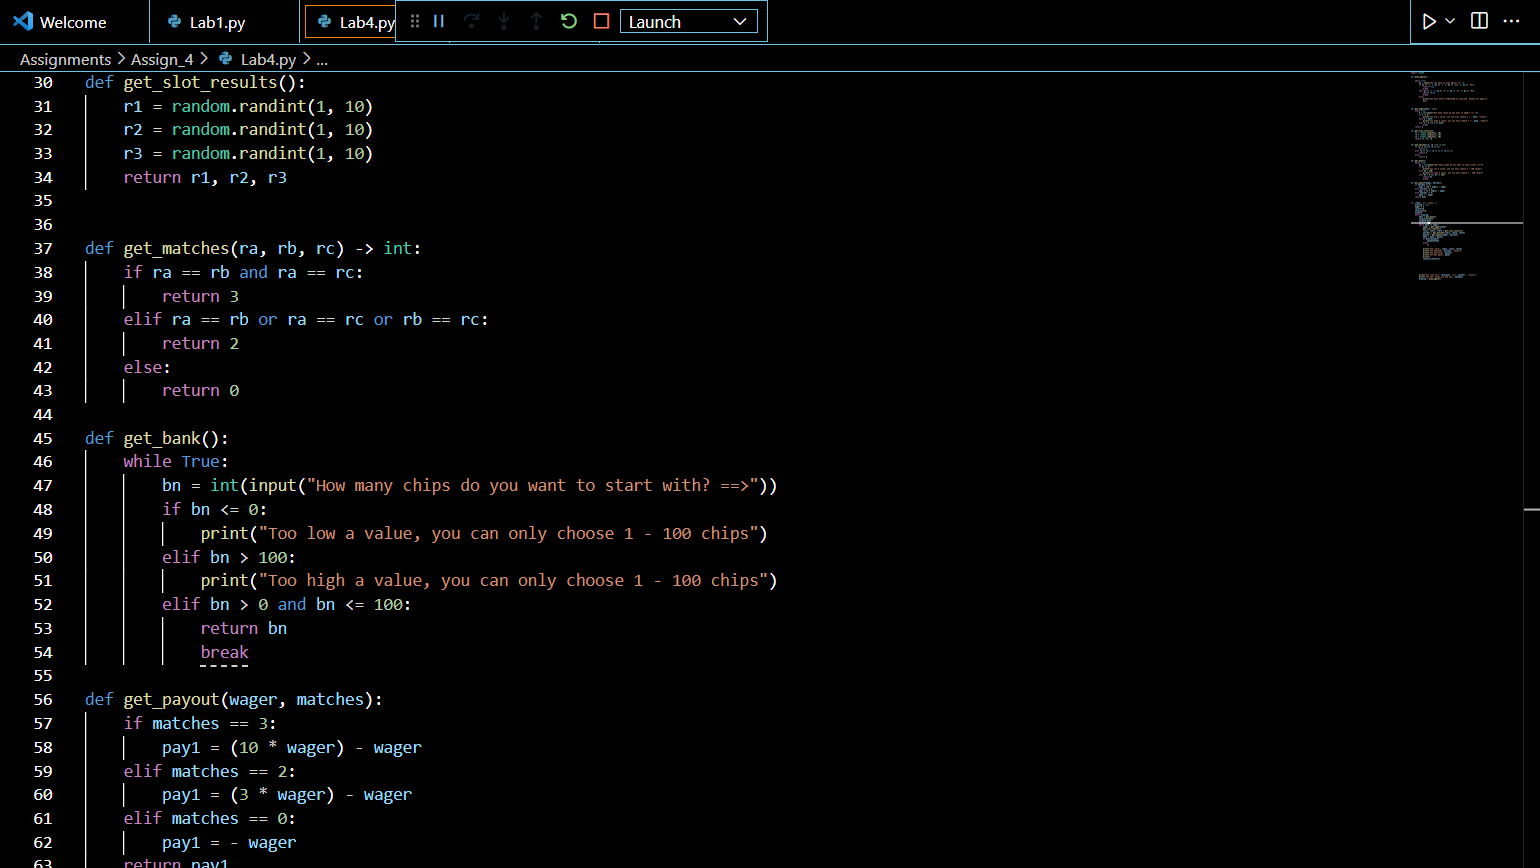 Welcome Lab1.py Lab4.py Launch
Assignments > Assign_4 > Lab4.py > ...
30 def get_slot_results():
31     r1 = random.randint(1, 10)
32     r2 = random.randint(1, 10)
33     r3 = random.randint(1, 10)
34     return r1, r2, r3
35
36
37 def get_matches(ra, rb, rc) -> int:
38     if ra == rb and ra == rc:
39         return 3
40     elif ra == rb or ra == rc or rb == rc:
41         return 2
42     else:
43         return 0
44
45 def get_bank():
46     while True:
47         bn = int(input("How many chips do you want to start with? ==>"))
48         if bn <= 0:
49             print("Too low a value, you can only choose 1 - 100 chips")
50         elif bn > 100:
51             print("Too high a value, you can only choose 1 - 100 chips")
52         elif bn > 0 and bn <= 100:
53             return bn
54             break
55
56 def get_payout(wager, matches):
57     if matches == 3:
58         pay1 = (10 * wager) - wager
59     elif matches == 2:
60         pay1 = (3 * wager) - wager
61     elif matches == 0:
62         pay1 = - wager
63     return pay1